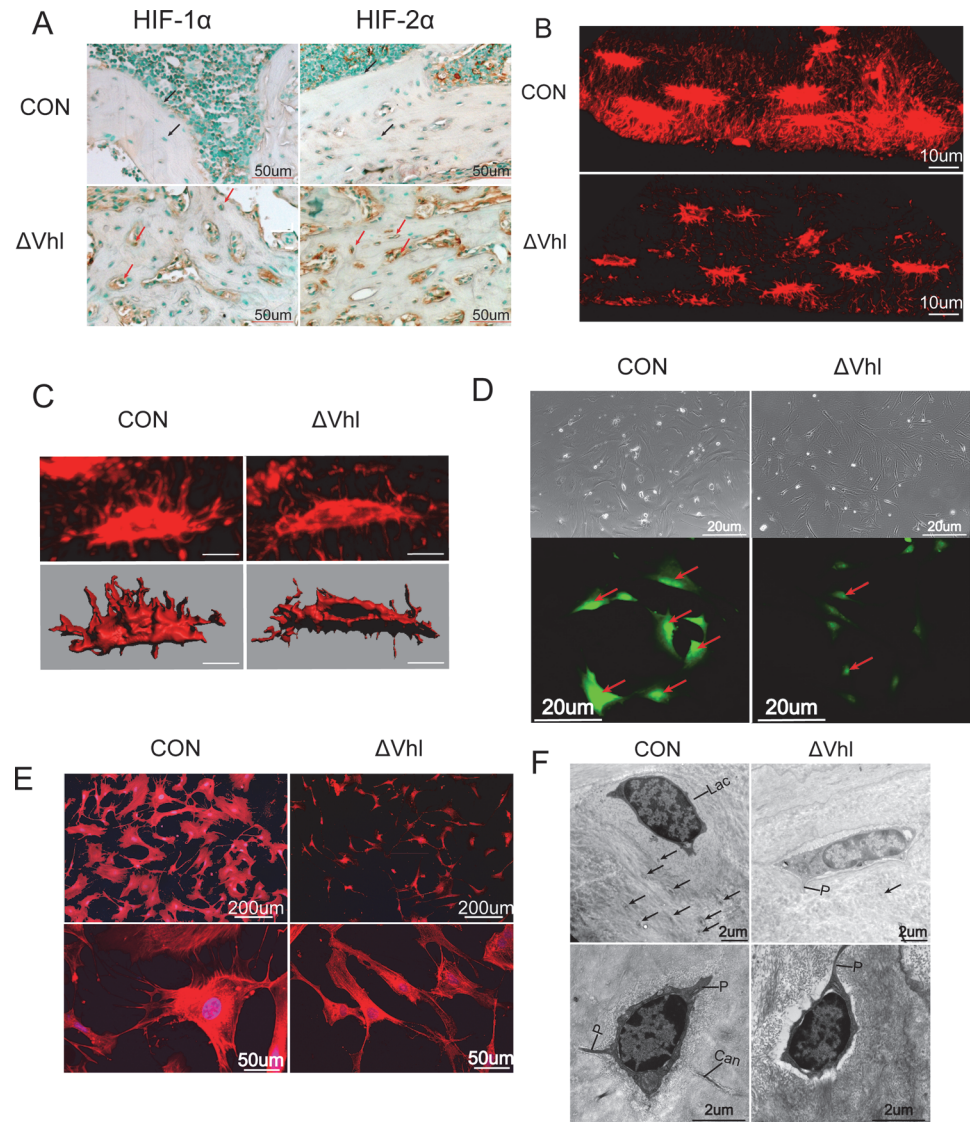 A
HIF-1α
HIF-2α
CON
50um
50um
ΔVhl
50um
50um
B
CON
10um
ΔVhl
10um
C
CON
ΔVhl
D
CON
ΔVhl
20um
20um
20um
20um
E
CON
ΔVhl
200um
200um
50um
50um
F
CON
ΔVhl
Lac
P
2um
2um
P
P
P
Can
2um
2um